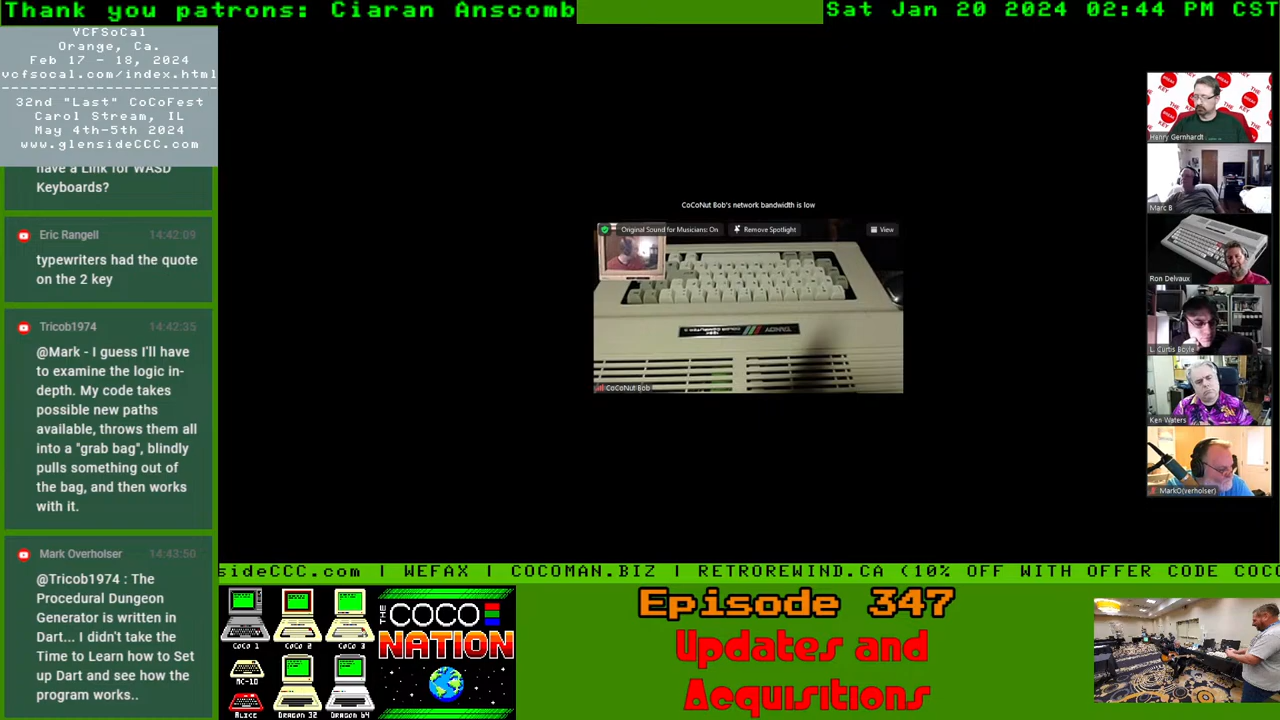 Thank you patrons: Ciaran Anscomb
Sat Jan 20 2024 02:44 PM CST
VCFSoCal
Orange, Ca.
Feb 17 - 18, 2024
vcfsocal.com/index.html
32nd "Last" CoCoFest
Carol Stream, IL
May 4th-5th 2024
www.glensideCCC.com
have a Link for WASD
Keyboards?
Eric Rangell 14:42:09
typewriters had the quote
on the 2 key
Tricob1974 14:42:35
@Mark - I guess I'll have
to examine the logic in-
depth. My code takes
possible new paths
available, throws them all
into a "grab bag", blindly
pulls something out of
the bag, and then works
with it.
Mark Overholser 14:43:50
@Tricob1974 : The
Procedural Dungeon
Generator is written in
Dart... I didn't take the
Time to Learn how to Set
up Dart and see how the
program works..
CoCoNut Bob's network bandwidth is low
Original Sound for Musicians: On
Remove Spotlight
View
TANDY
CoCoNut Bob
Henry Gernhardt
Marc B
Ron Delvaux
L. Curtis Boyle
Ken Waters
MarkO(verholser)
sideCCC.com | WEFAX | COCOMAN.BIZ | RETROREWIND.CA (10% OFF WITH OFFER CODE COCO
CoCo 1
CoCo 2
CoCo 3
MC-10
Alice
Dragon 32
Dragon 64
THE
COCO
NATION
Episode 347
Updates and
Acquisitions